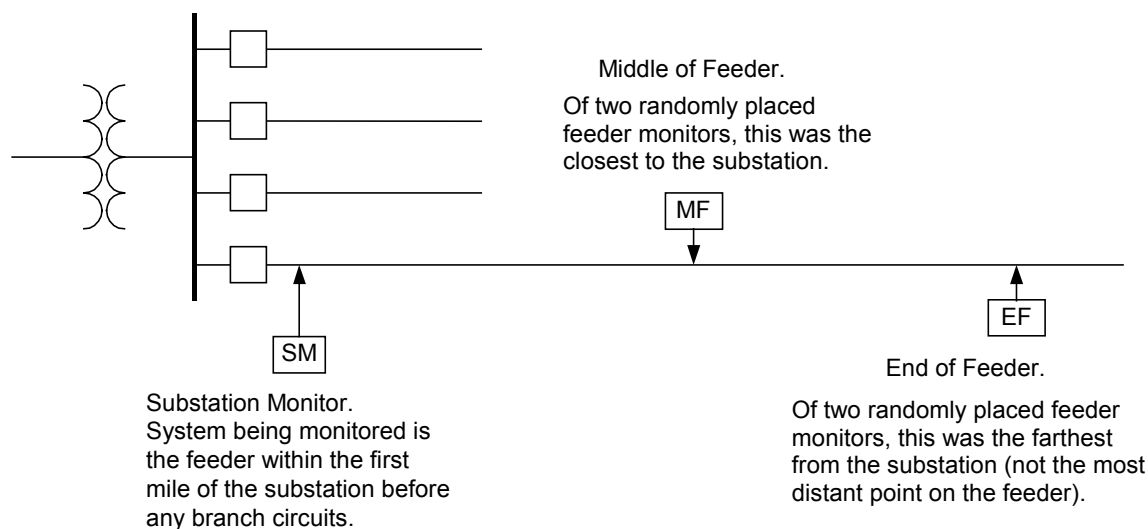 Middle of Feeder.
Of two randomly placed
feeder monitors, this was the
closest to the substation.
MF
SM
Substation Monitor.
System being monitored is
the feeder within the first
mile of the substation before
any branch circuits.
EF
End of Feeder.
Of two randomly placed feeder
monitors, this was the farthest
from the substation (not the most
distant point on the feeder).